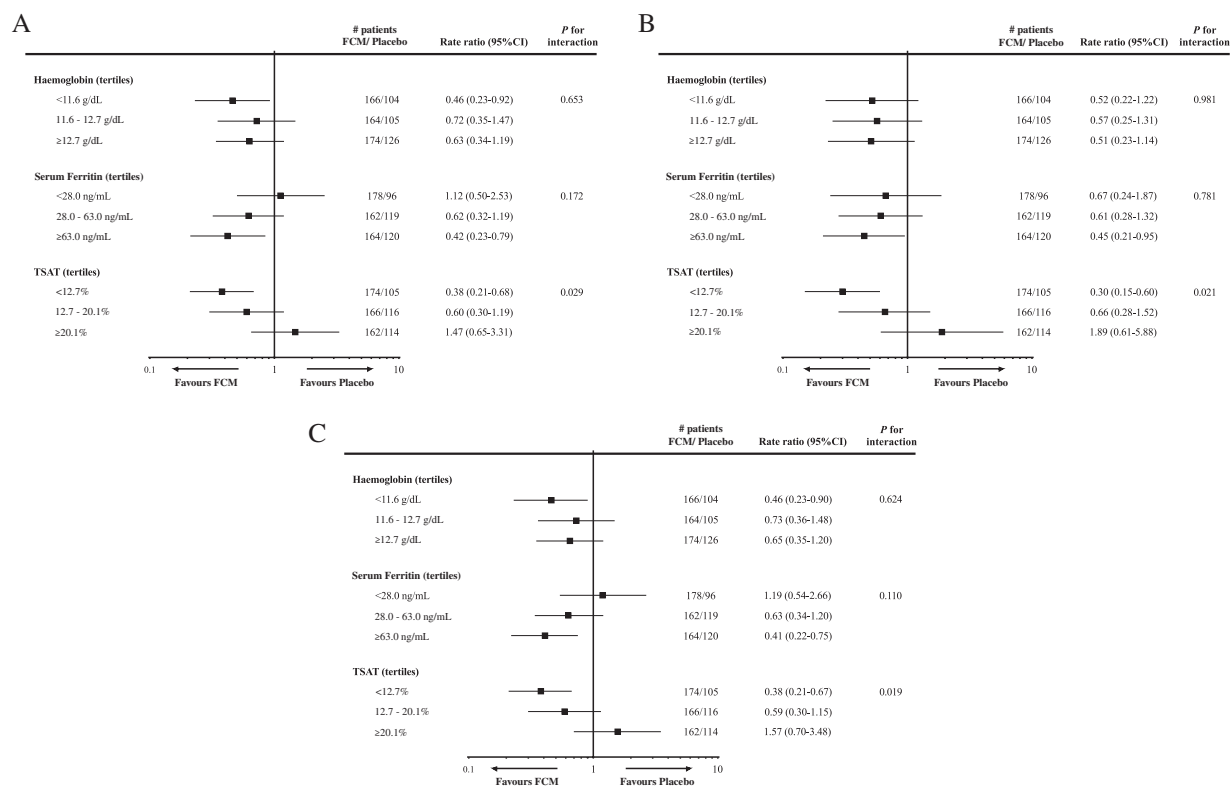 A
# patients
FCM/ Placebo
Rate ratio (95%CI)
P for
interaction
Haemoglobin (tertiles)
<11.6 g/dL 166/104 0.46 (0.23-0.92) 0.653
11.6 - 12.7 g/dL 164/105 0.72 (0.35-1.47)
≥12.7 g/dL 174/126 0.63 (0.34-1.19)
Serum Ferritin (tertiles)
<28.0 ng/mL 178/96 1.12 (0.50-2.53) 0.172
28.0 - 63.0 ng/mL 162/119 0.62 (0.32-1.19)
≥63.0 ng/mL 164/120 0.42 (0.23-0.79)
TSAT (tertiles)
<12.7% 174/105 0.38 (0.21-0.68) 0.029
12.7 - 20.1% 166/116 0.60 (0.30-1.19)
≥20.1% 162/114 1.47 (0.65-3.31)
0.1 1 10
Favours FCM Favours Placebo
B
# patients
FCM/ Placebo
Rate ratio (95%CI)
P for
interaction
Haemoglobin (tertiles)
<11.6 g/dL 166/104 0.52 (0.22-1.22) 0.981
11.6 - 12.7 g/dL 164/105 0.57 (0.25-1.31)
≥12.7 g/dL 174/126 0.51 (0.23-1.14)
Serum Ferritin (tertiles)
<28.0 ng/mL 178/96 0.67 (0.24-1.87) 0.781
28.0 - 63.0 ng/mL 162/119 0.61 (0.28-1.32)
≥63.0 ng/mL 164/120 0.45 (0.21-0.95)
TSAT (tertiles)
<12.7% 174/105 0.30 (0.15-0.60) 0.021
12.7 - 20.1% 166/116 0.66 (0.28-1.52)
≥20.1% 162/114 1.89 (0.61-5.88)
0.1 1 10
Favours FCM Favours Placebo
C
# patients
FCM/ Placebo
Rate ratio (95%CI)
P for
interaction
Haemoglobin (tertiles)
<11.6 g/dL 166/104 0.46 (0.23-0.90) 0.624
11.6 - 12.7 g/dL 164/105 0.73 (0.36-1.48)
≥12.7 g/dL 174/126 0.65 (0.35-1.20)
Serum Ferritin (tertiles)
<28.0 ng/mL 178/96 1.19 (0.54-2.66) 0.110
28.0 - 63.0 ng/mL 162/119 0.63 (0.34-1.20)
≥63.0 ng/mL 164/120 0.41 (0.22-0.75)
TSAT (tertiles)
<12.7% 174/105 0.38 (0.21-0.67) 0.019
12.7 - 20.1% 166/116 0.59 (0.30-1.15)
≥20.1% 162/114 1.57 (0.70-3.48)
0.1 1 10
Favours FCM Favours Placebo